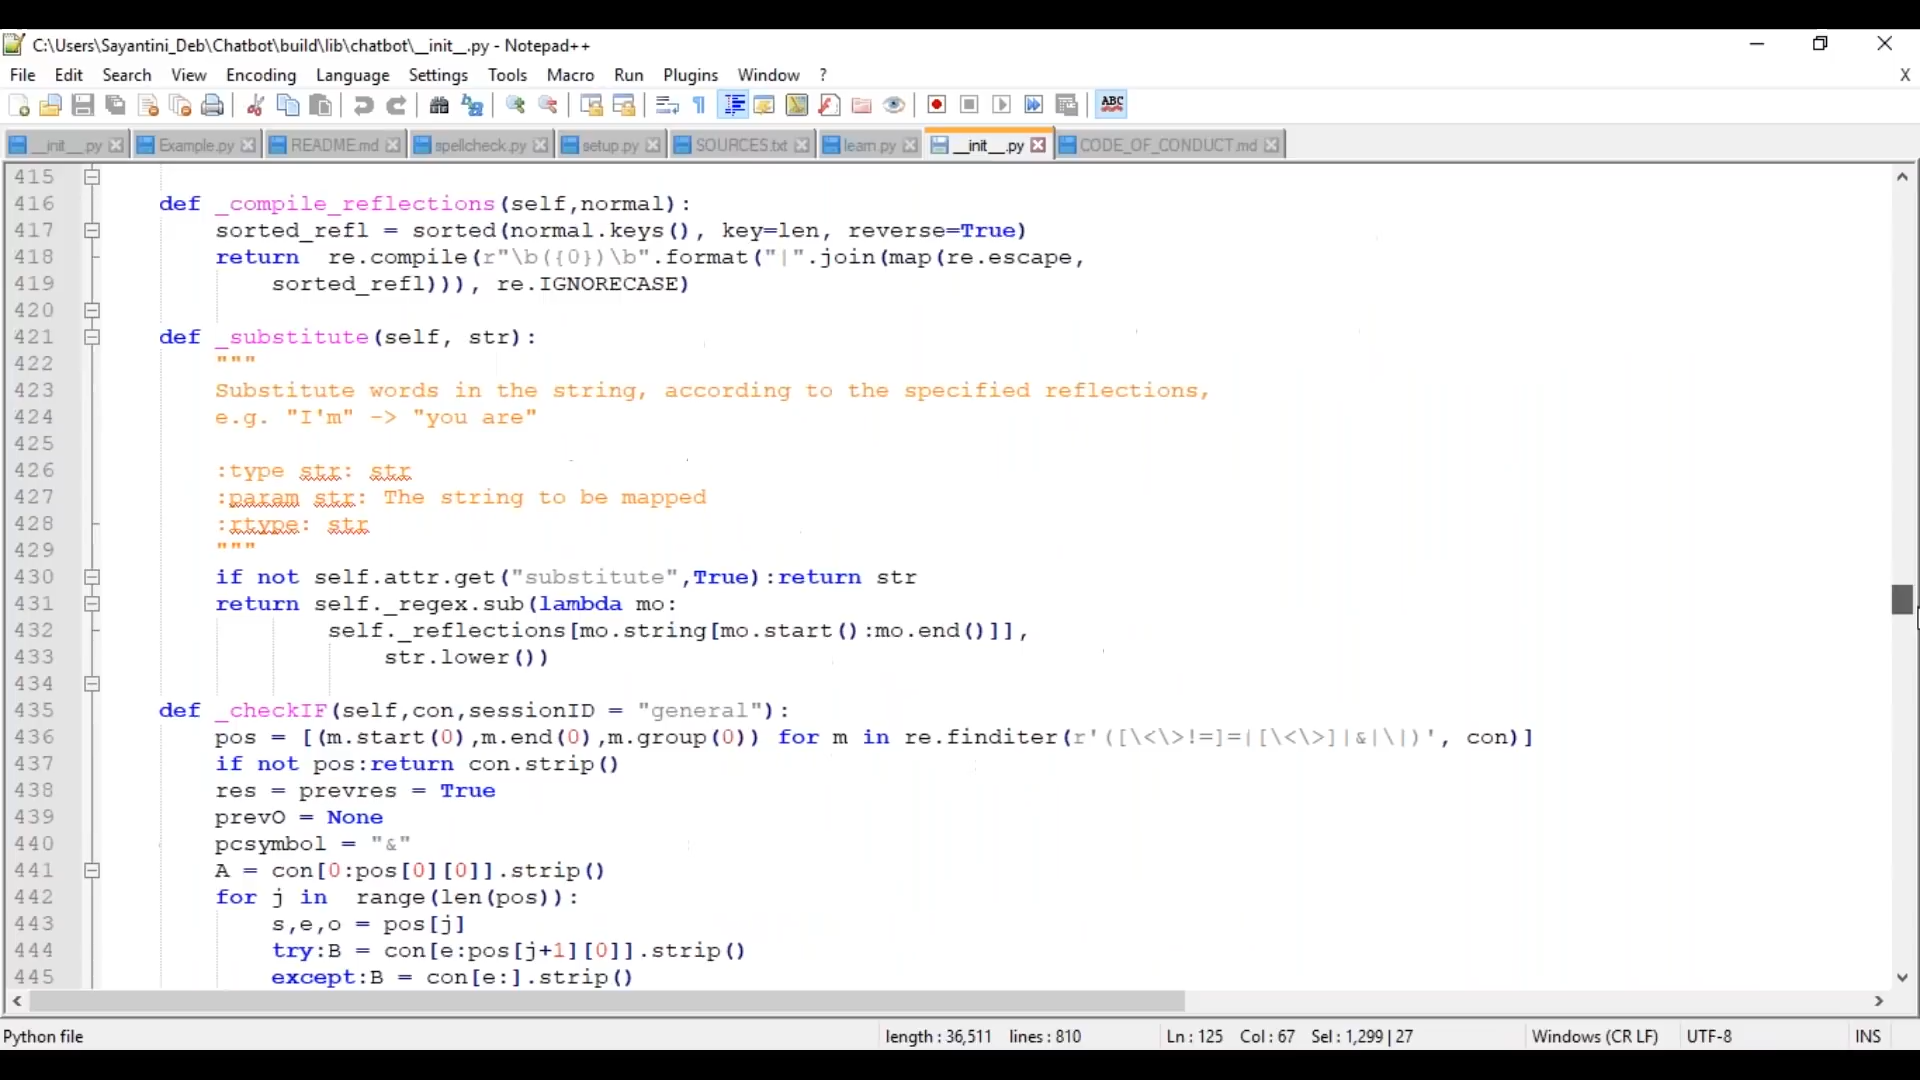 C:\Users\Sayantini_Deb\Chatbot\build\lib\chatbot\__init__.py - Notepad++
File Edit Search View Encoding Language Settings Tools Macro Run Plugins Window ? X
ABC
__init__.py Example.py README.md spellcheck.py setup.py SOURCES.txt learn.py __init__.py CODE_OF_CONDUCT.md
415
416 def _compile_reflections(self,normal):
417 sorted_refl = sorted(normal.keys(), key=len, reverse=True)
418 return  re.compile(r"\b({0})\b".format("|".join(map(re.escape,
419 sorted_refl))), re.IGNORECASE)
420
421 def _substitute(self, str):
422 """
423 Substitute words in the string, according to the specified reflections,
424 e.g. "I'm" -> "you are"
425
426 :type str: str
427 :param str: The string to be mapped
428 :rtype: str
429 """
430 if not self.attr.get("substitute",True):return str
431 return self._regex.sub(lambda mo:
432 self._reflections[mo.string[mo.start():mo.end()]],
433 str.lower())
434
435 def _checkIF(self,con,sessionID = "general"):
436 pos = [(m.start(0),m.end(0),m.group(0)) for m in re.finditer(r'([\<\>!=]=|[\<\>]|&|\|)', con)]
437 if not pos:return con.strip()
438 res = prevres = True
439 prevO = None
440 pcsymbol = "&"
441 A = con[0:pos[0][0]].strip()
442 for j in  range(len(pos)):
443 s,e,o = pos[j]
444 try:B = con[e:pos[j+1][0]].strip()
445 except:B = con[e:].strip()
Python file length : 36,511 lines : 810 Ln : 125 Col : 67 Sel : 1,299 | 27 Windows (CR LF) UTF-8 INS